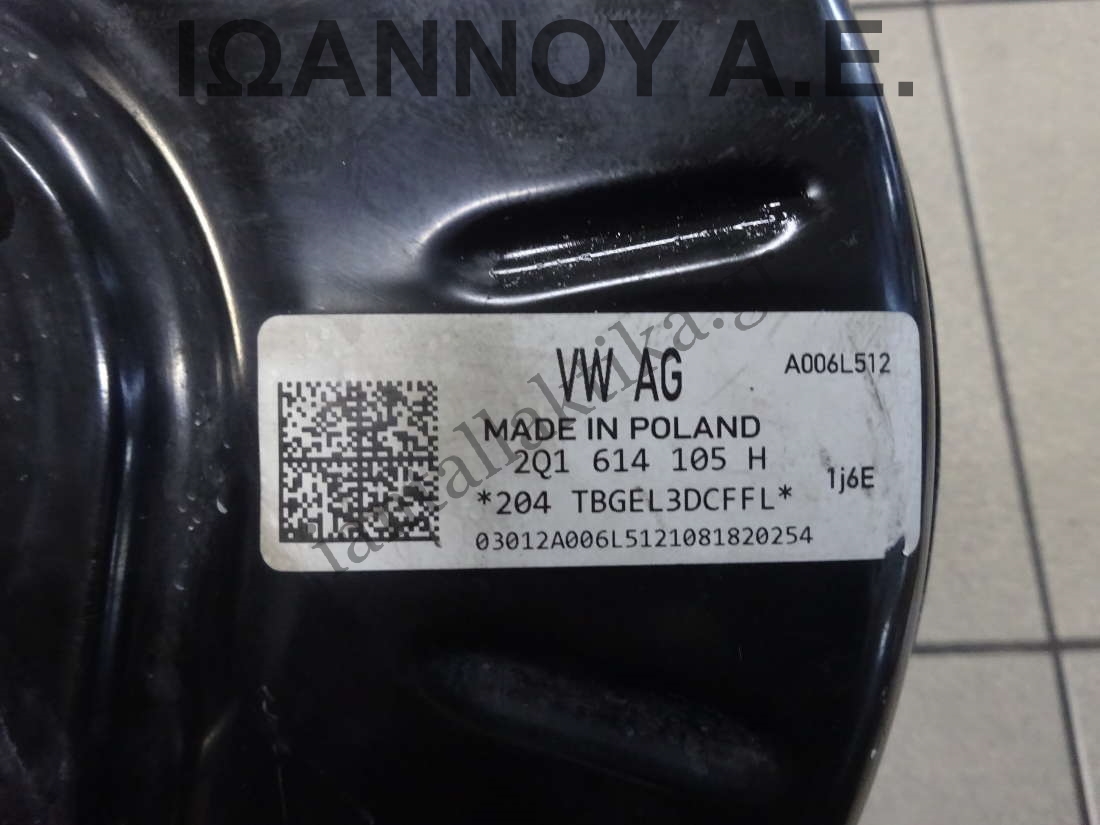 ΙΩΑΝΝΟΥ Α.Ε.
VW AG
A006L512
MADE IN POLAND
2Q1 614 105 H
1j6E
*204 TBGEL3DCFFL*
03012A006L5121081820254